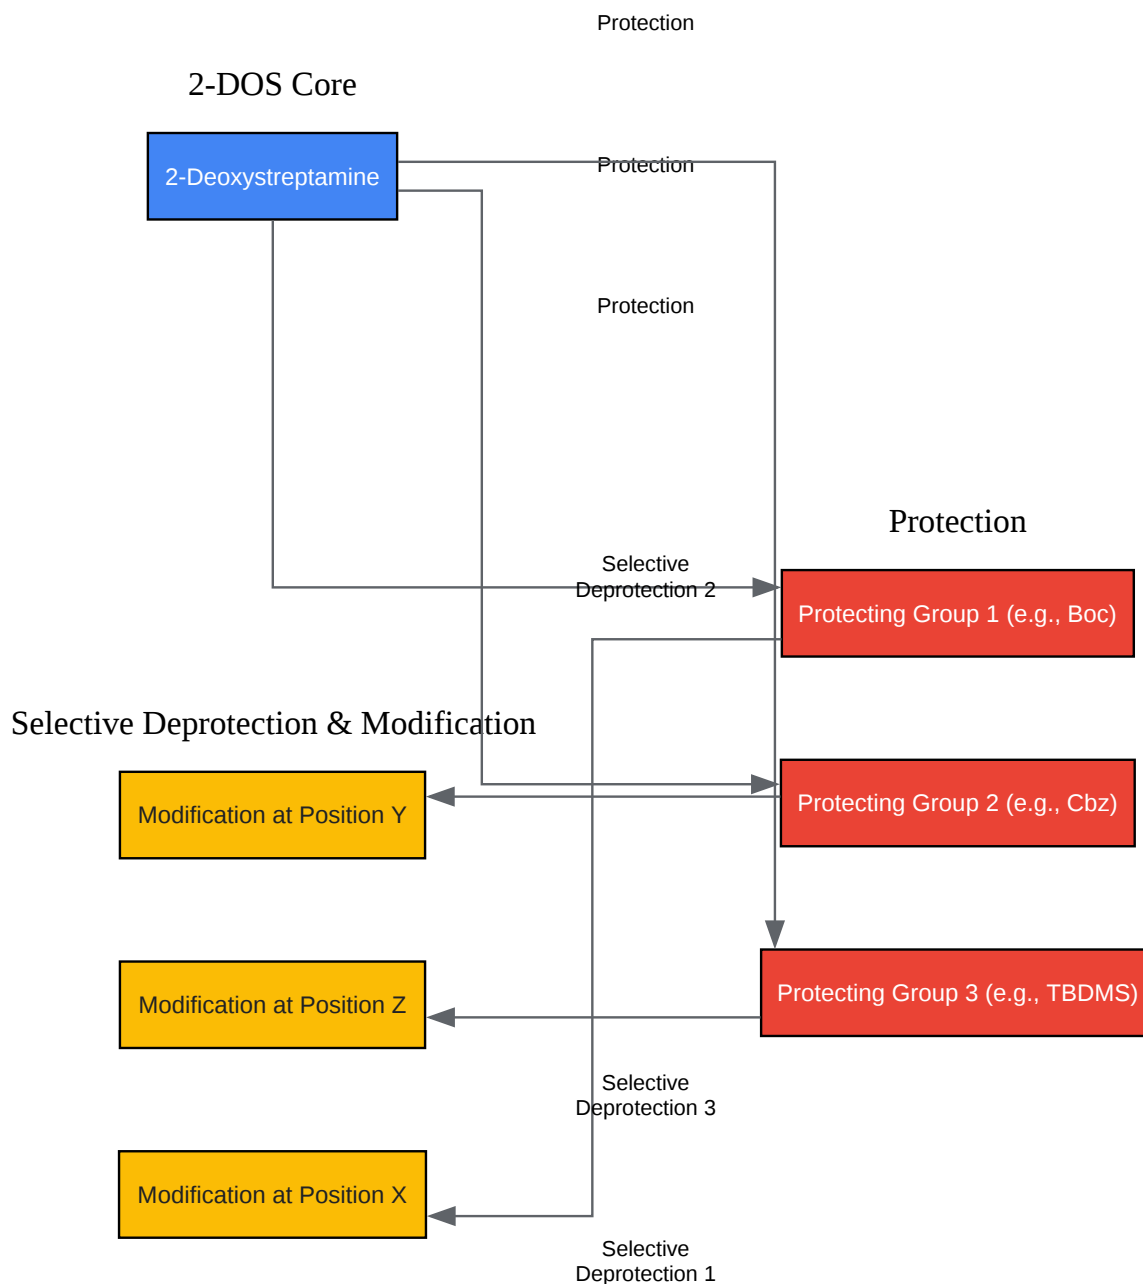 Protection
2-DOS Core
2-Deoxystreptamine
Protection
Protection
Protection
Selective
Deprotection 2
Protecting Group 1 (e.g., Boc)
Selective Deprotection & Modification
Modification at Position Y
Protecting Group 2 (e.g., Cbz)
Modification at Position Z
Protecting Group 3 (e.g., TBDMS)
Selective
Deprotection 3
Modification at Position X
Selective
Deprotection 1